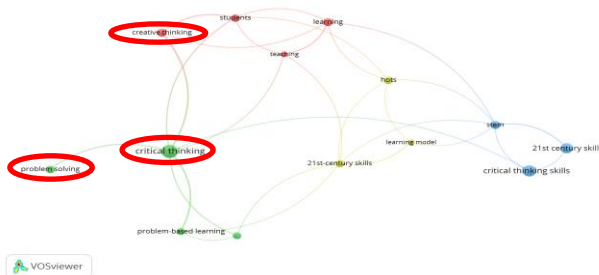 students
learning
creative thinking
teaching
hots
stem
learning model
21st century skill
critical thinking
21st-century skills
critical thinking skills
problem solving
problem-based learning
VOSviewer